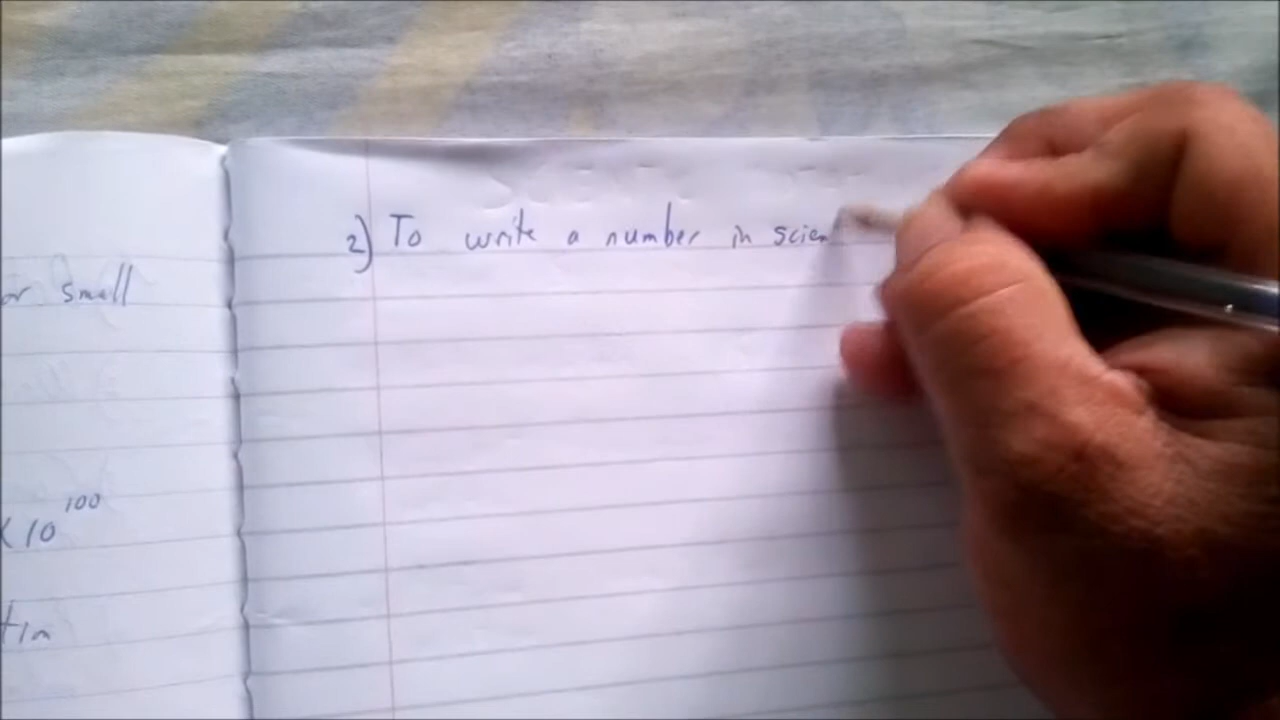 or small
× 10^100
2) To write a number in scien